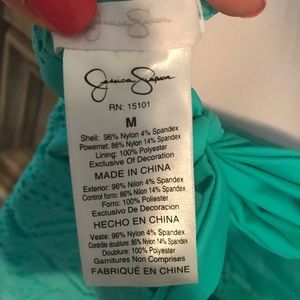 Jessica Simpson
RN: 15101
M
Shell: 96% Nylon 4% Spandex
Powernet: 86% Nylon 14% Spandex
Lining: 100% Polyester
Exclusive Of Decoration
MADE IN CHINA
Exterior: 96% Nilon 4% Spandex
Control forro: 86% Nilon 14% Spandex
Forro: 100% Polyester
Exclusivo De Decoracion
HECHO EN CHINA
Veste: 96% Nylon 4% Spandex
Contrôle doublure: 86% Nylon 14% Spandex
Doublure: 100% Polyester
Garnitures Non Comprises
FABRIQUÉ EN CHINE